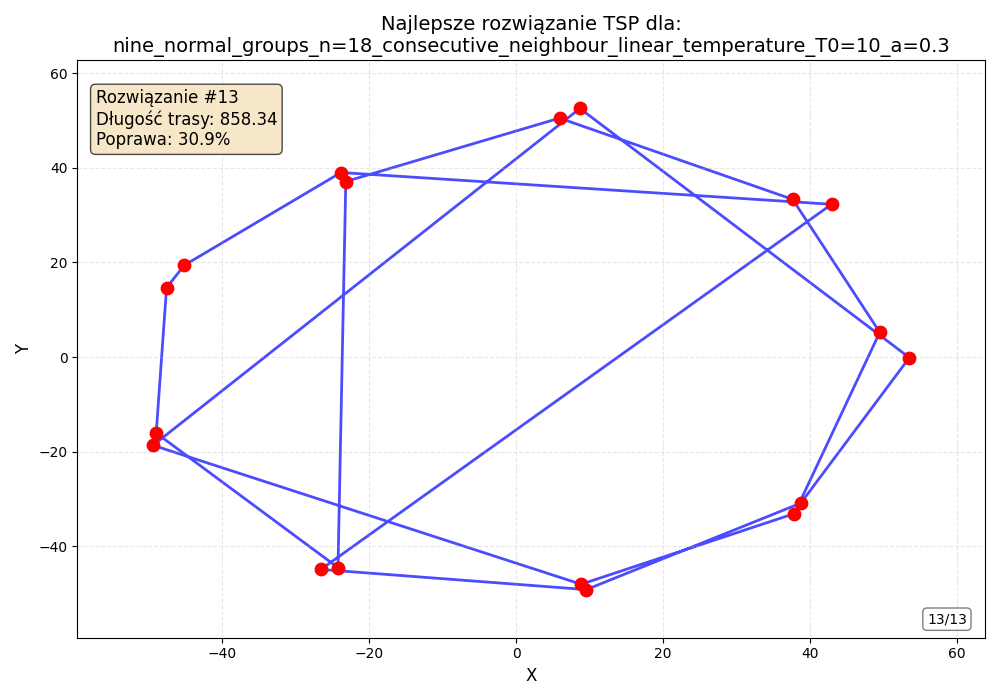 Najlepsze rozwiązanie TSP dla:
nine_normal_groups_n=18_consecutive_neighbour_linear_temperature_T0=10_a=0.3
Rozwiązanie #13
Długość trasy: 858.34
Poprawa: 30.9%
60
40
20
0
−20
−40
Y
13/13
−40
−20
0
20
40
60
X